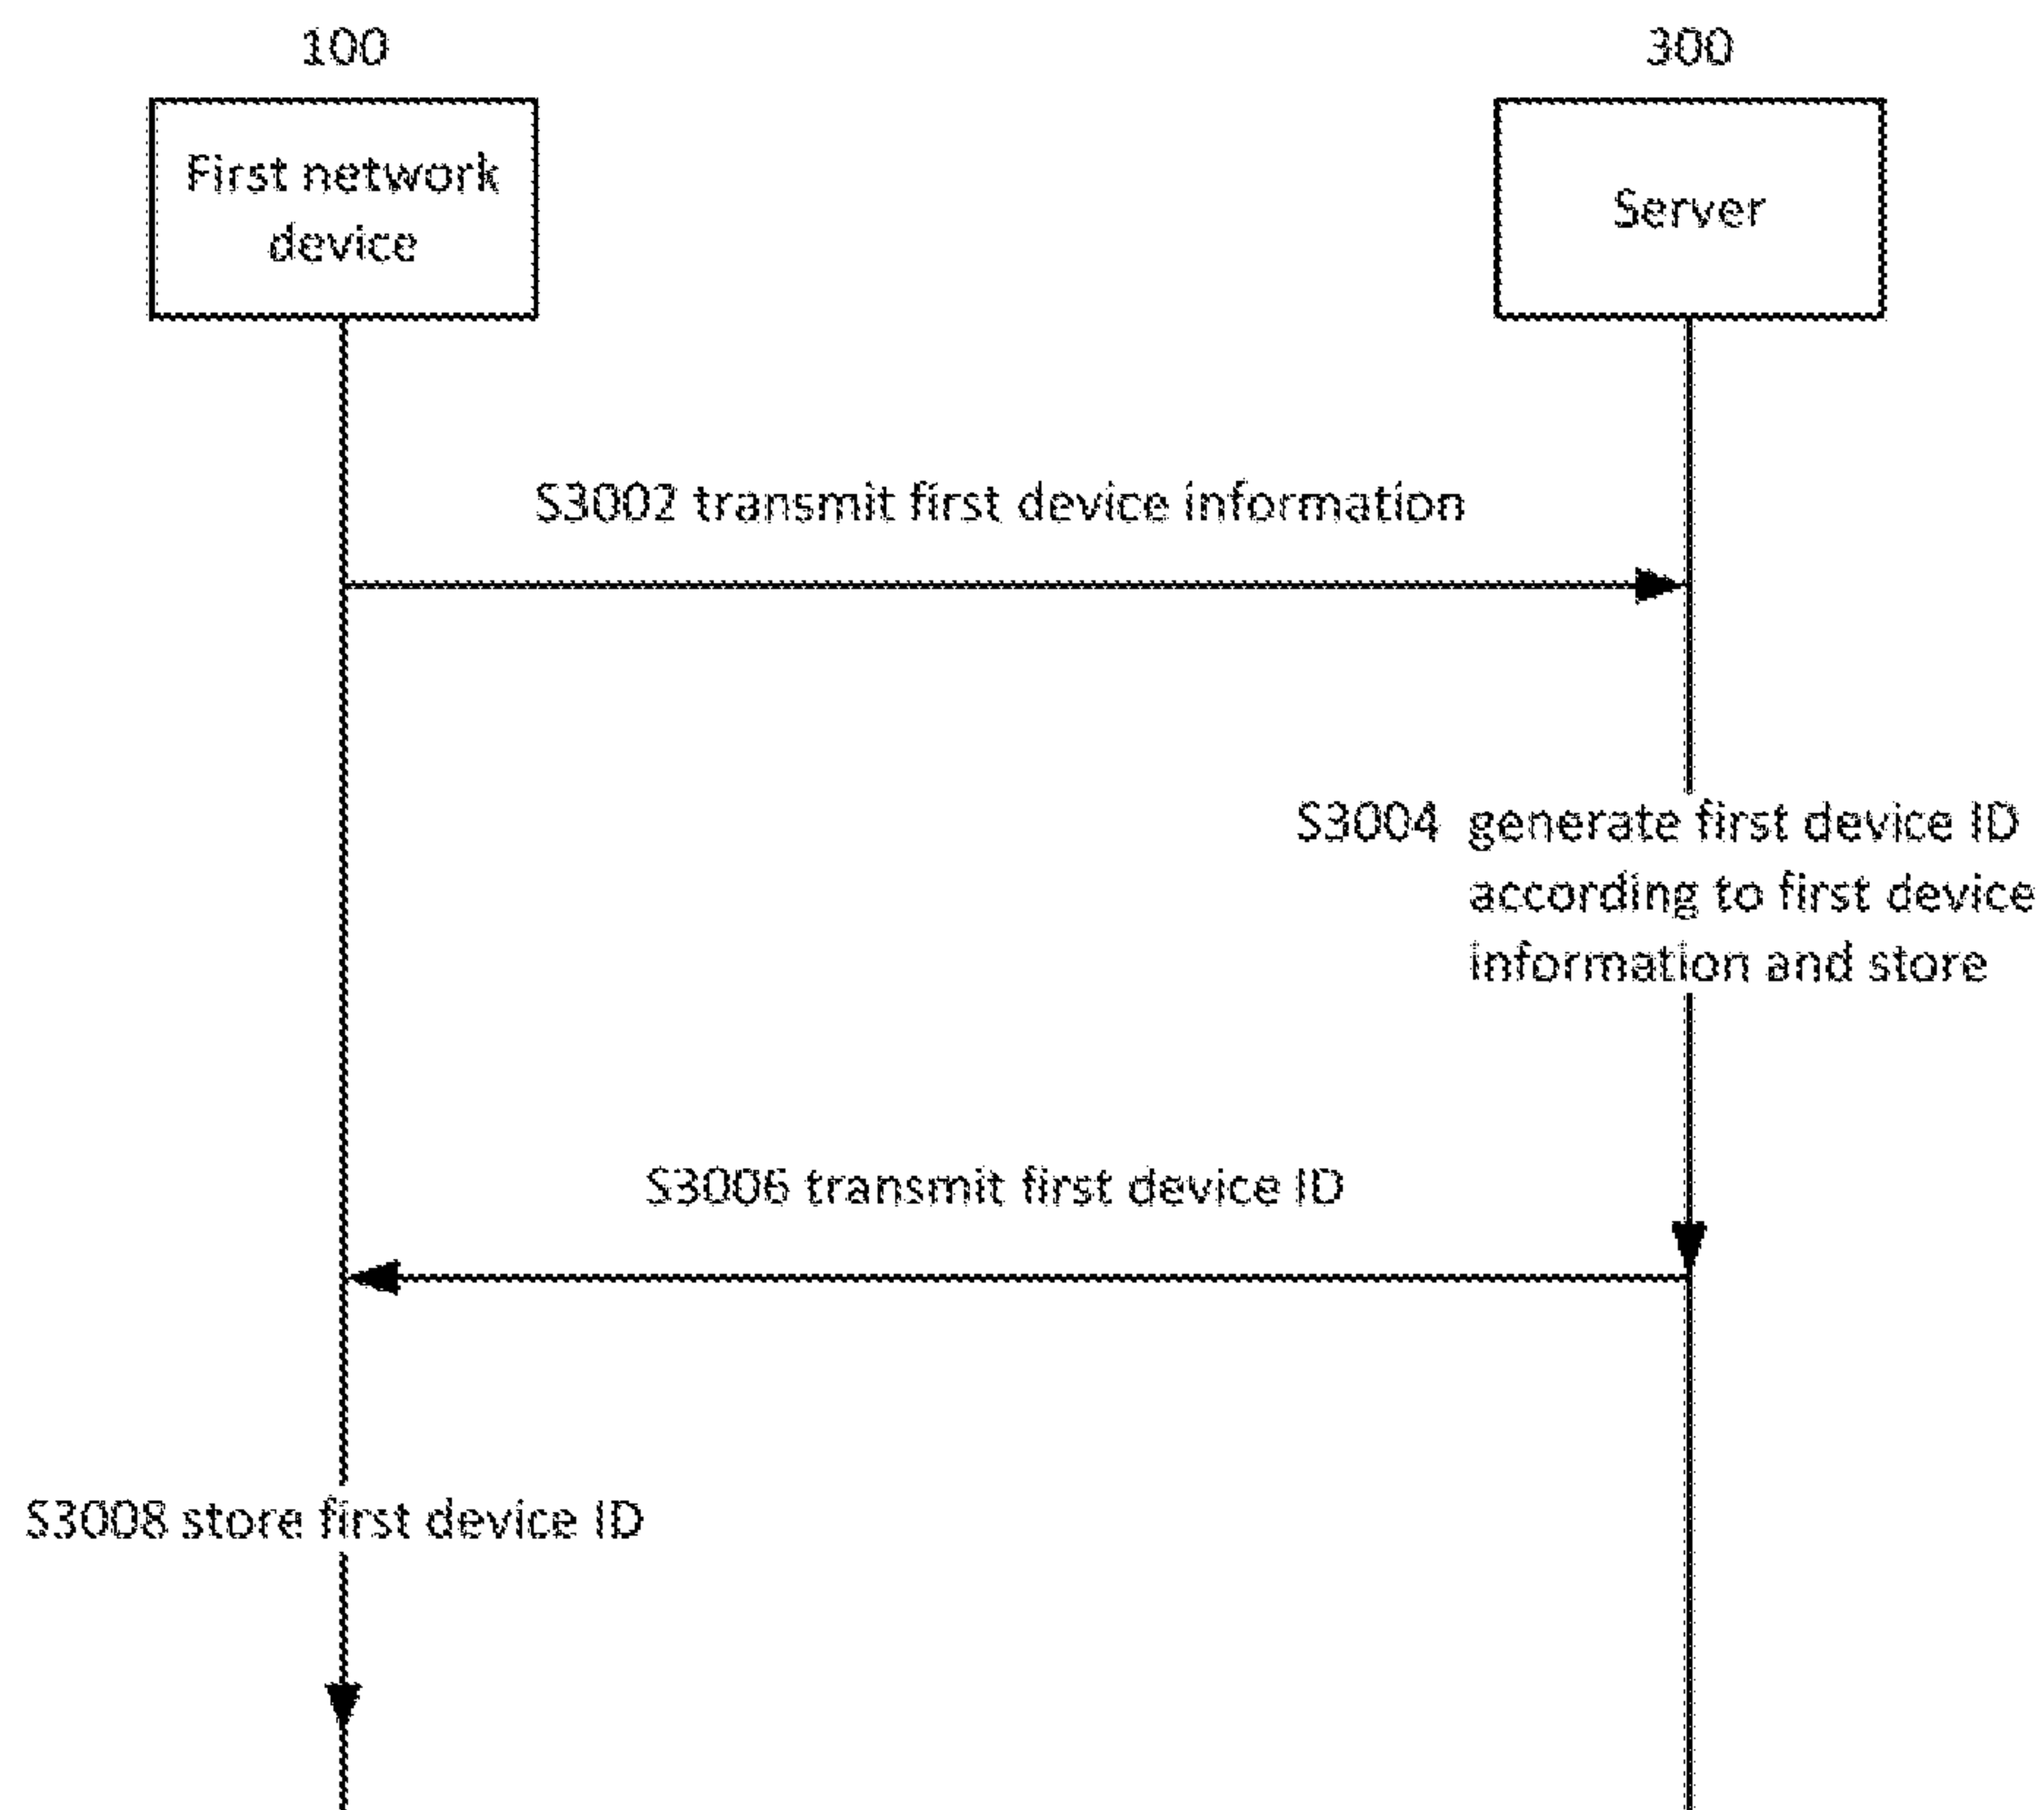 100
300
First network
device
Server
S3002 transmit first device information
S3004 generate first device ID
according to first device
information and store
S3006 transmit first device ID
S3008 store first device ID